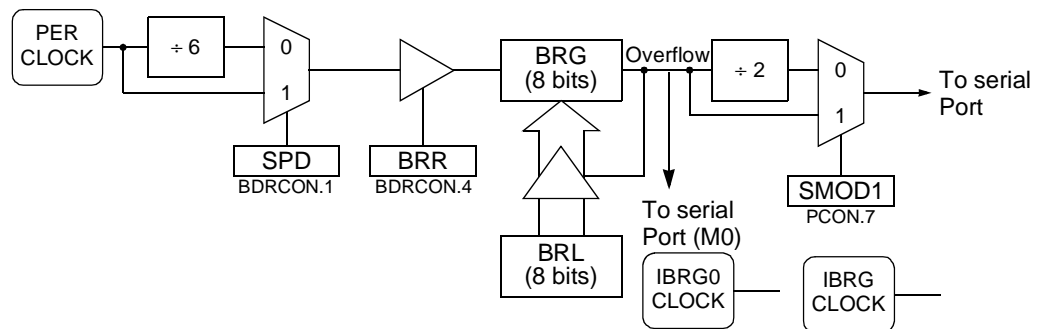 PER
CLOCK
÷ 6
0
1
SPD
BDRCON.1
BRR
BDRCON.4
BRG
(8 bits)
Overflow
÷ 2
0
1
To serial
Port
SMOD1
PCON.7
To serial
Port (M0)
BRL
(8 bits)
IBRG0
CLOCK
IBRG
CLOCK